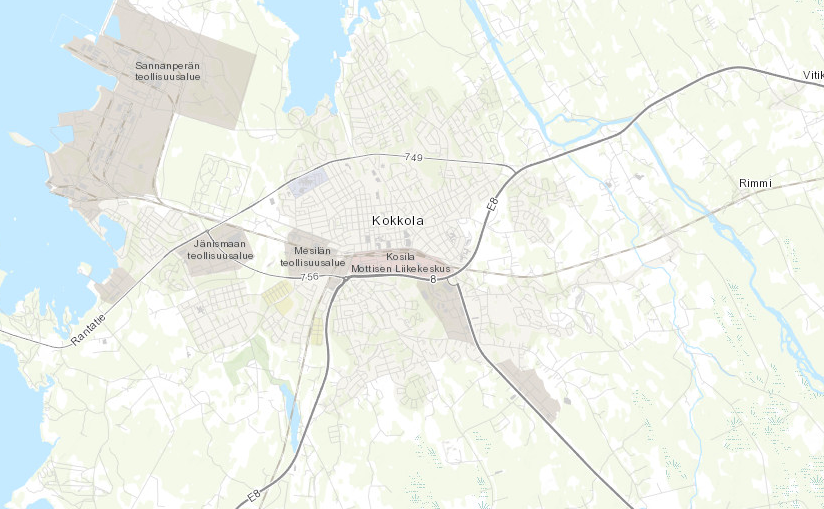 Sannanperän
teollisuusalue
Vitik
749
Rimmi
E8
Kokkola
Jänismaan
teollisuusalue
Mesilän
teollisuusalue
Kosila
Mottisen Liikekeskus
756
8
Rantatie
E8